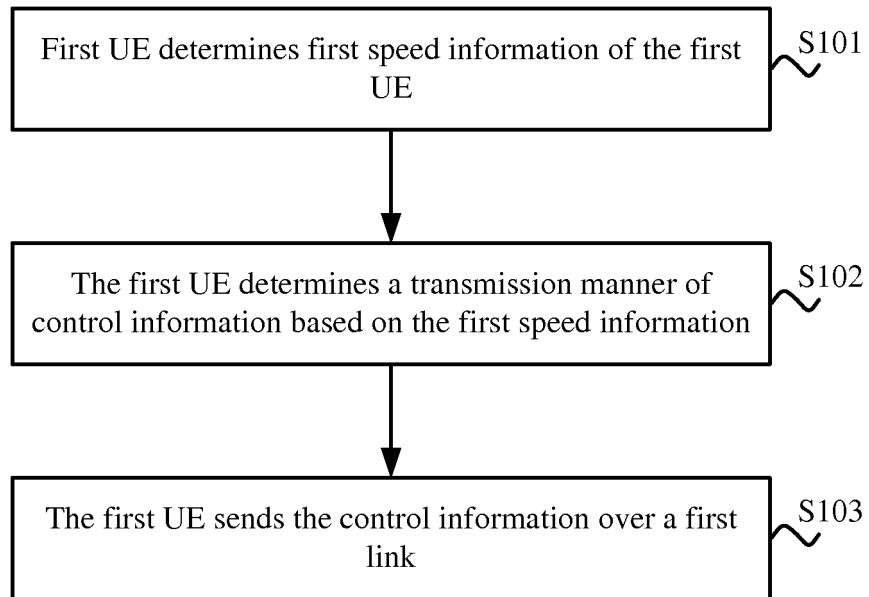 First UE determines first speed information of the first
UE
S101
The first UE determines a transmission manner of
control information based on the first speed information
S102
The first UE sends the control information over a first
link
S103